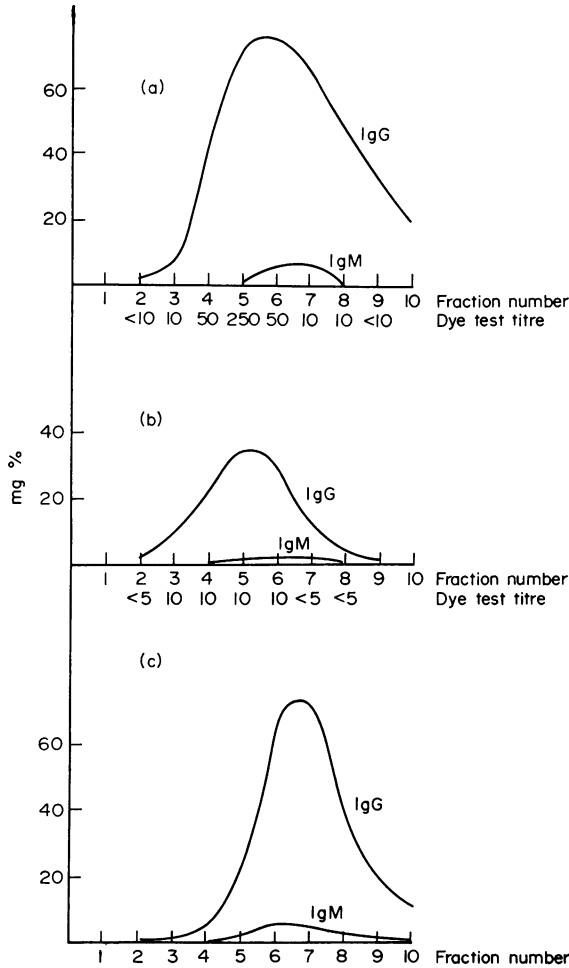 (a)
60
40
20
IgG
IgM
1 2 3 4 5 6 7 8 9 10 Fraction number
<10 10 50 250 50 10 10 <10 Dye test titre
(b)
mg %
40
20
IgG
IgM
1 2 3 4 5 6 7 8 9 10 Fraction number
<5 10 10 10 10 <5 <5 Dye test titre
(c)
60
40
20
IgG
IgM
1 2 3 4 5 6 7 8 9 10 Fraction number